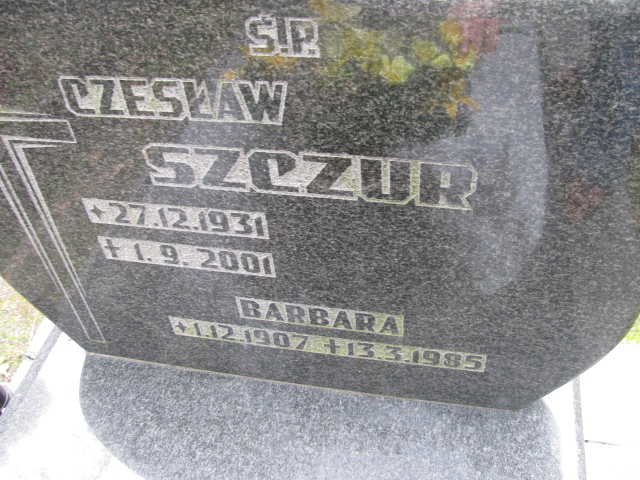 Ś.P.
CZESŁAW
SZCZUR
*27.12.1931
+1.9.2001
BARBARA
*1.12.1907 +13.3.1985